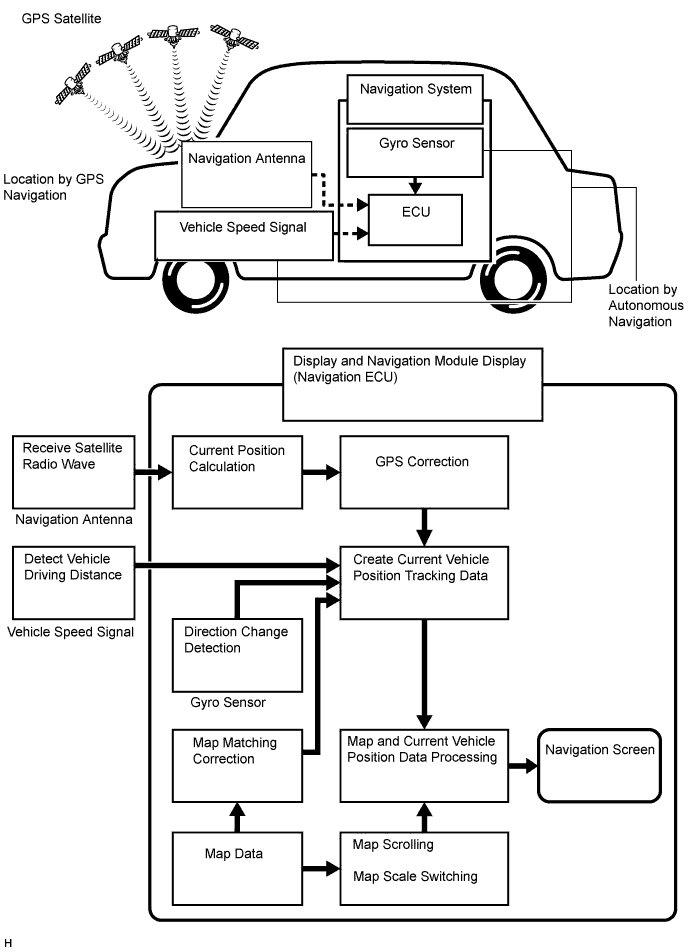 GPS Satellite
Navigation System
Gyro Sensor
Navigation Antenna
Location by GPS
Navigation
ECU
Vehicle Speed Signal
Location by
Autonomous
Navigation
Display and Navigation Module Display
(Navigation ECU)
Receive Satellite
Radio Wave
Navigation Antenna
Current Position
Calculation
GPS Correction
Detect Vehicle
Driving Distance
Vehicle Speed Signal
Create Current Vehicle
Position Tracking Data
Direction Change
Detection
Gyro Sensor
Map Matching
Correction
Map and Current Vehicle
Position Data Processing
Navigation Screen
Map Data
Map Scrolling
Map Scale Switching
H